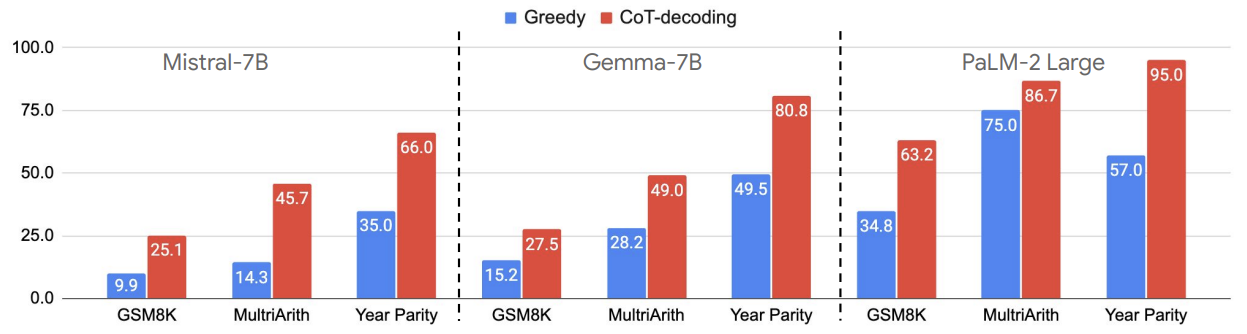 Greedy CoT-decoding
100.0
Mistral-7B Gemma-7B PaLM-2 Large
75.0
50.0
25.0
0.0
9.9 25.1 14.3 45.7 35.0 66.0
15.2 27.5 28.2 49.0 49.5 80.8
34.8 63.2 75.0 86.7 57.0 95.0
GSM8K MultriArith Year Parity GSM8K MultriArith Year Parity GSM8K MultriArith Year Parity